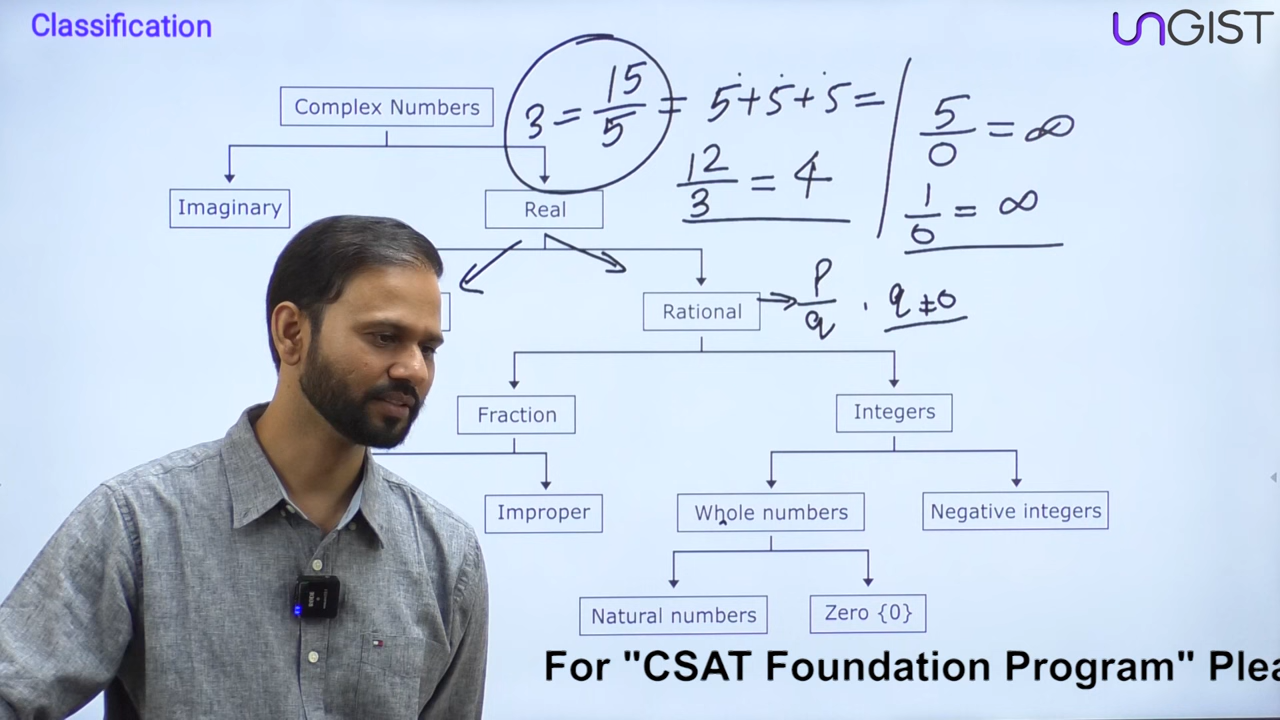 Classification
UNGIST
Complex Numbers
3 = 15/5 = 5+5+5 =
12/3 = 4
5/0 = ∞
1/0 = ∞
Imaginary
Real
Rational
p/q . q ≠ 0
Fraction
Integers
Improper
Whole numbers
Negative integers
Natural numbers
Zero {0}
For "CSAT Foundation Program" Plea